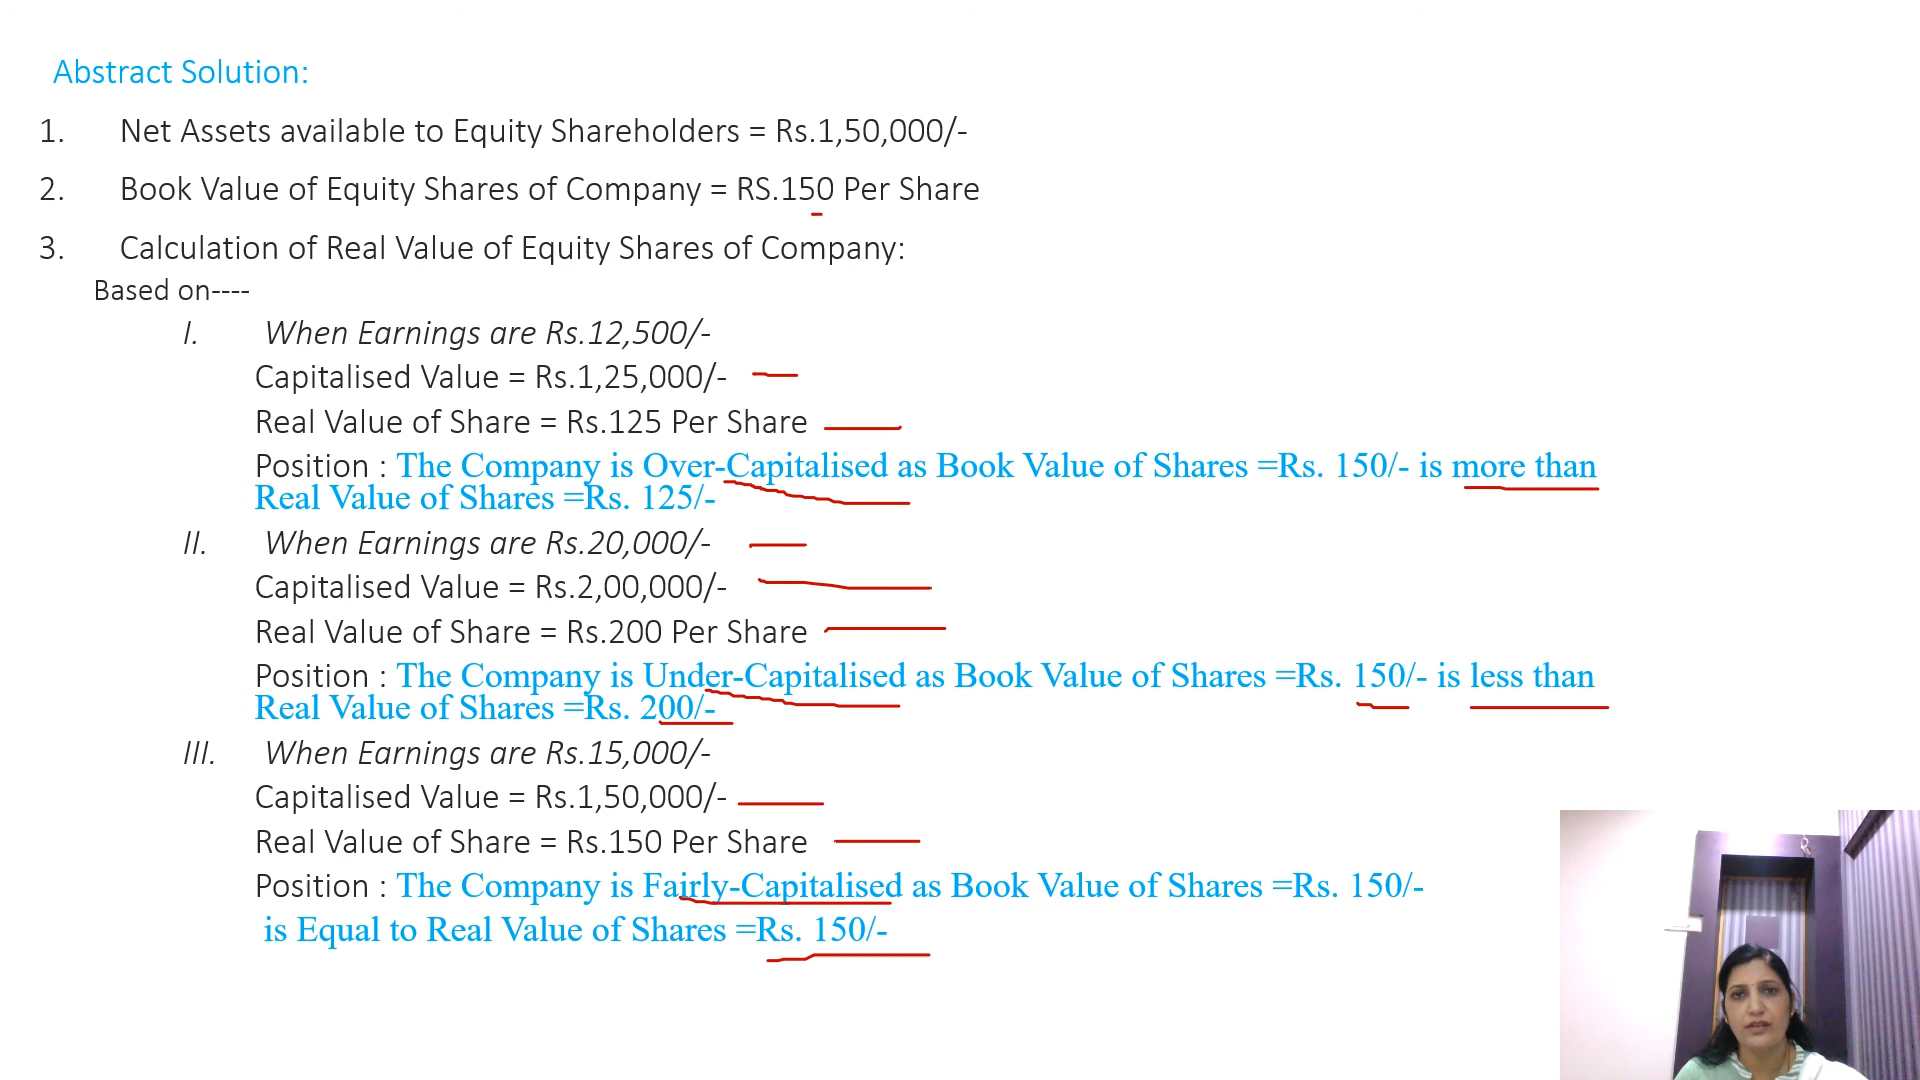 Abstract Solution:
1. Net Assets available to Equity Shareholders = Rs.1,50,000/-
2. Book Value of Equity Shares of Company = RS.150 Per Share
3. Calculation of Real Value of Equity Shares of Company:
Based on----
I. When Earnings are Rs.12,500/-
Capitalised Value = Rs.1,25,000/-
Real Value of Share = Rs.125 Per Share
Position : The Company is Over-Capitalised as Book Value of Shares =Rs. 150/- is more than
Real Value of Shares =Rs. 125/-
II. When Earnings are Rs.20,000/-
Capitalised Value = Rs.2,00,000/-
Real Value of Share = Rs.200 Per Share
Position : The Company is Under-Capitalised as Book Value of Shares =Rs. 150/- is less than
Real Value of Shares =Rs. 200/-
III. When Earnings are Rs.15,000/-
Capitalised Value = Rs.1,50,000/-
Real Value of Share = Rs.150 Per Share
Position : The Company is Fairly-Capitalised as Book Value of Shares =Rs. 150/-
is Equal to Real Value of Shares =Rs. 150/-